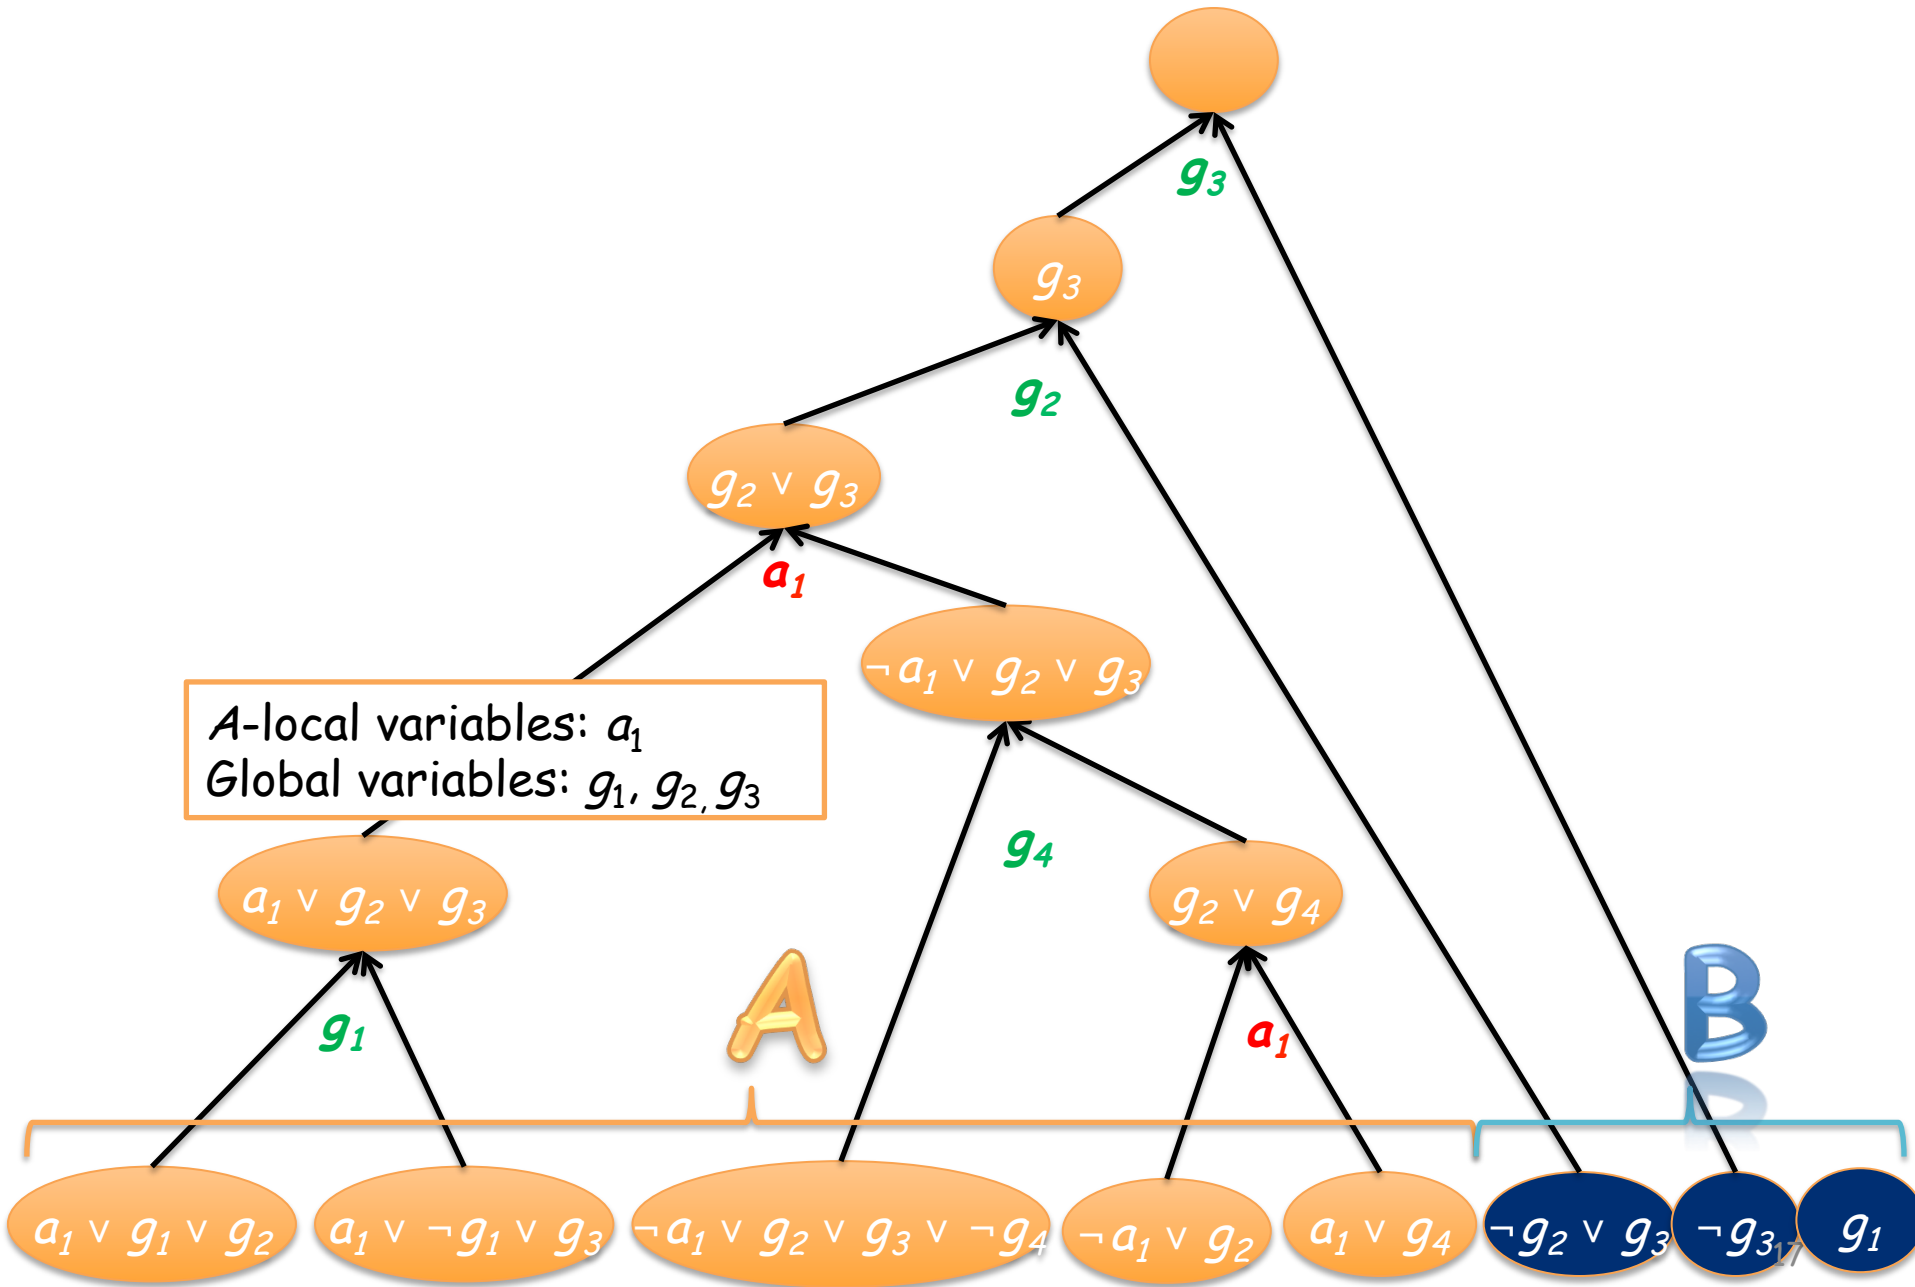 g₃
g₃
g₂
g₂ ∨ g₃
a₁
¬a₁ ∨ g₂ ∨ g₃
A-local variables: a₁
Global variables: g₁, g₂, g₃
g₄
a₁ ∨ g₂ ∨ g₃
g₂ ∨ g₄
A
B
g₁
a₁
a₁ ∨ g₁ ∨ g₂
a₁ ∨ ¬g₁ ∨ g₃
¬a₁ ∨ g₂ ∨ g₃ ∨ ¬g₄
¬a₁ ∨ g₂
a₁ ∨ g₄
¬g₂ ∨ g₃
¬g₃
g₁
17